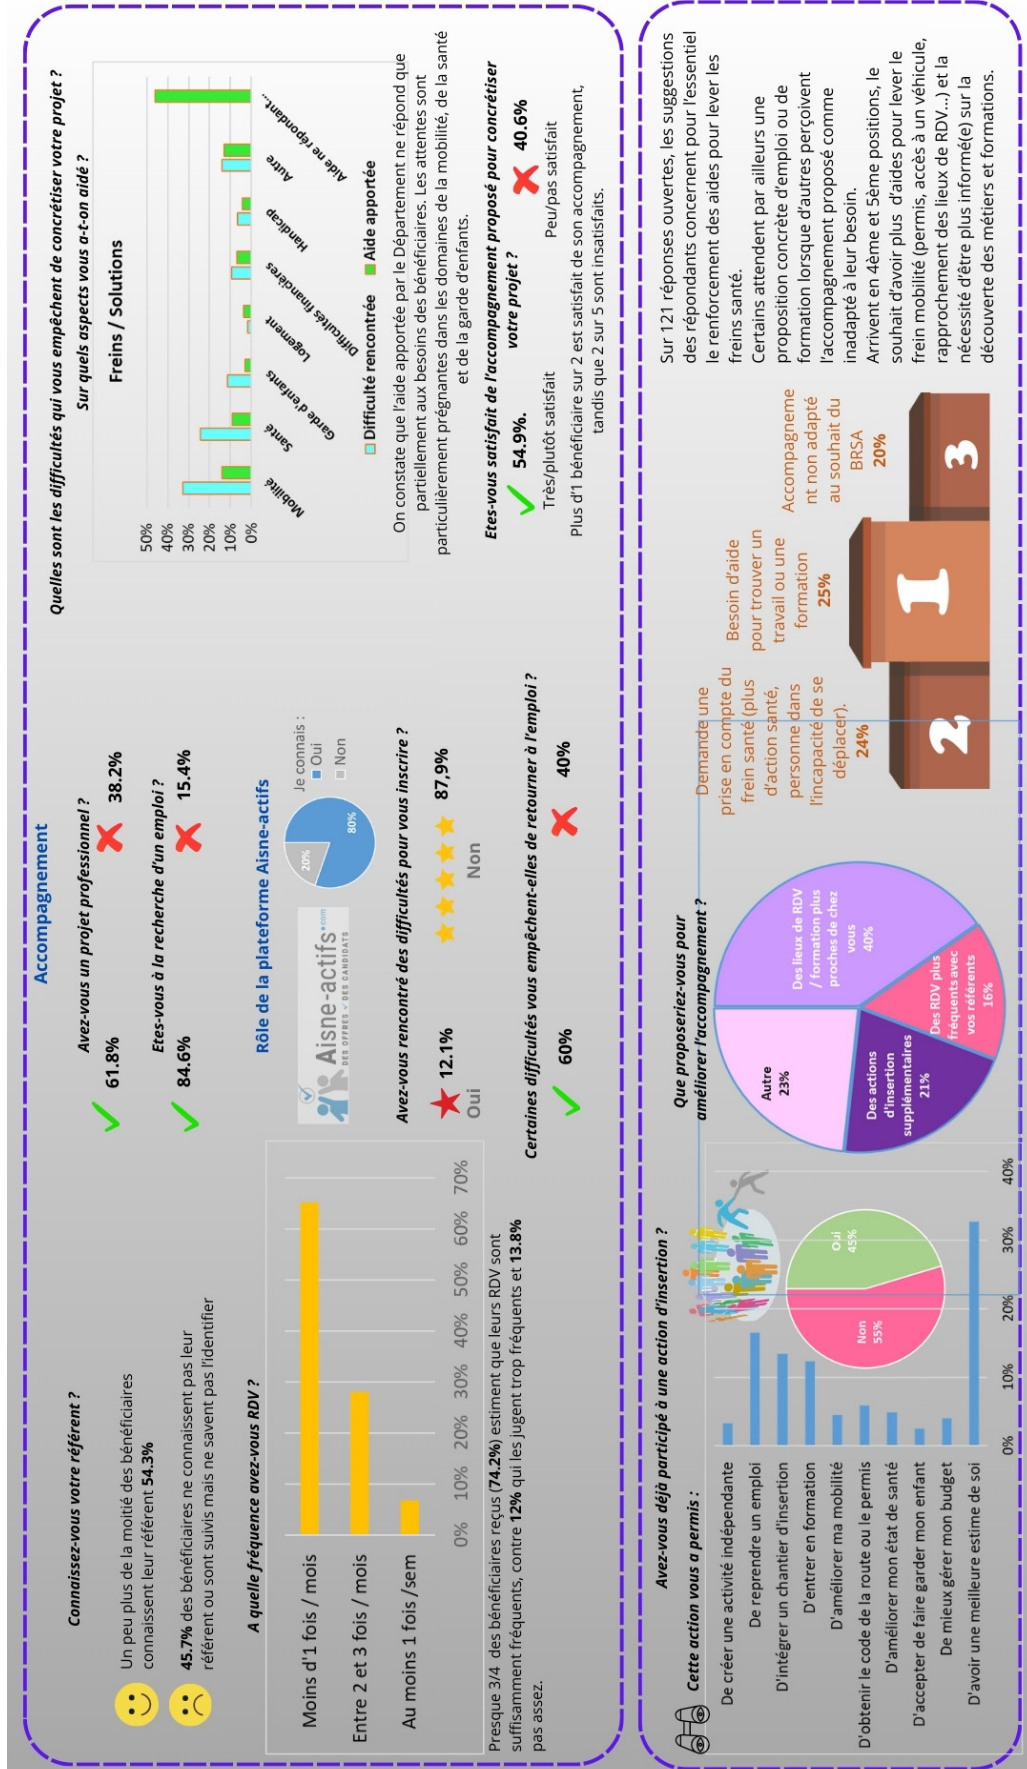 Accompagnement
Connaissez-vous votre référent ?
Un peu plus de la moitié des bénéficiaires
connaissent leur référent 54.3%
45.7% des bénéficiaires ne connaissent pas leur
référent ou sont suivis mais ne savent pas l'identifier
A quelle fréquence avez-vous RDV ?
Moins d'1 fois / mois
Entre 2 et 3 fois / mois
Au moins 1 fois /sem
0% 10% 20% 30% 40% 50% 60% 70%
Presque 3/4 des bénéficiaires reçus (74.2%) estiment que leurs RDV sont
suffisamment fréquents, contre 12% qui les jugent trop fréquents et 13.8%
pas assez.
Avez-vous un projet professionnel ?
61.8% 38.2%
Etes-vous à la recherche d'un emploi ?
84.6% 15.4%
Rôle de la plateforme Aisne-actifs
Aisne-actifs.com
DES OFFRES DES CANDIDATS
Je connais :
Oui
Non
20%
80%
Avez-vous rencontré des difficultés pour vous inscrire ?
12.1% 87,9%
Oui Non
Certaines difficultés vous empêchent-elles de retourner à l'emploi ?
60% 40%
Quelles sont les difficultés qui vous empêchent de concrétiser votre projet ?
Sur quels aspects vous a-t-on aidé ?
Freins / Solutions
50%
40%
30%
20%
10%
0%
Mobilité
Santé
Garde d'enfants
Logement
Difficultés financières
Handicap
Autre
Aide ne répondant...
Difficulté rencontrée Aide apportée
On constate que l'aide apportée par le Département ne répond que
partiellement aux besoins des bénéficiaires. Les attentes sont
particulièrement prégnantes dans les domaines de la mobilité, de la santé
et de la garde d'enfants.
Etes-vous satisfait de l'accompagnement proposé pour concrétiser
votre projet ?
54.9%. 40.6%
Très/plutôt satisfait Peu/pas satisfait
Plus d'1 bénéficiaire sur 2 est satisfait de son accompagnement,
tandis que 2 sur 5 sont insatisfaits.
Avez-vous déjà participé à une action d'insertion ?
Cette action vous a permis :
De créer une activité indépendante
De reprendre un emploi
D'intégrer un chantier d'insertion
D'entrer en formation
D'améliorer ma mobilité
D'obtenir le code de la route ou le permis
D'améliorer mon état de santé
D'accepter de faire garder mon enfant
De mieux gérer mon budget
D'avoir une meilleure estime de soi
0% 10% 20% 30% 40%
Non
55%
Oui
45%
Que proposeriez-vous pour
améliorer l'accompagnement ?
Autre
23%
Des lieux de RDV
/ formation plus
proches de chez
vous
40%
Des actions
d'insertion
supplémentaires
21%
Des RDV plus
fréquents avec
vos référents
16%
Demande une
prise en compte du
frein santé (plus
d'action santé,
personne dans
l'incapacité de se
déplacer).
24%
2
Besoin d'aide
pour trouver un
travail ou une
formation
25%
1
Accompagneme
nt non adapté
au souhait du
BRSA
20%
3
Sur 121 réponses ouvertes, les suggestions
des répondants concernent pour l'essentiel
le renforcement des aides pour lever les
freins santé.
Certains attendent par ailleurs une
proposition concrète d'emploi ou de
formation lorsque d'autres perçoivent
l'accompagnement proposé comme
inadapté à leur besoin.
Arrivent en 4ème et 5ème positions, le
souhait d'avoir plus d'aides pour lever le
frein mobilité (permis, accès à un véhicule,
rapprochement des lieux de RDV...) et la
nécessité d'être plus informé(e) sur la
découverte des métiers et formations.